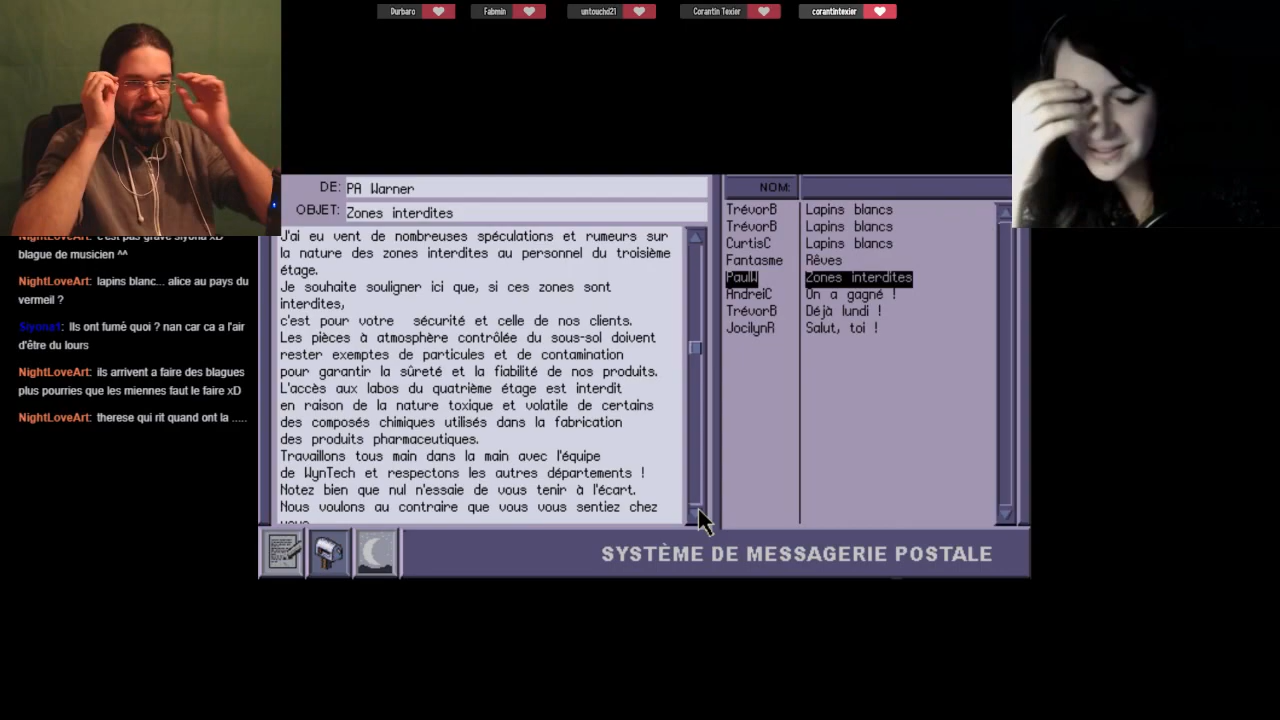 Durbaro
Fabmin
untouchd21
Corantin Texier
corantintexier
DE: PA Warner
OBJET: Zones interdites
J'ai eu vent de nombreuses spéculations et rumeurs sur
la nature des zones interdites au personnel du troisième
étage.
Je souhaite souligner ici que, si ces zones sont
interdites,
c'est pour votre sécurité et celle de nos clients.
Les pièces à atmosphère contrôlée du sous-sol doivent
rester exemptes de particules et de contamination
pour garantir la sûreté et la fiabilité de nos produits.
L'accès aux labos du quatrième étage est interdit
en raison de la nature toxique et volatile de certains
des composés chimiques utilisés dans la fabrication
des produits pharmaceutiques.
Travaillons tous main dans la main avec l'équipe
de WynTech et respectons les autres départements !
Notez bien que nul n'essaie de vous tenir à l'écart.
Nous voulons au contraire que vous vous sentiez chez
NOM:
TrévorB Lapins blancs
TrévorB Lapins blancs
CurtisC Lapins blancs
Fantasme Rêves
PaulW Zones interdites
AndreiC On a gagné !
TrévorB Déjà lundi !
JocilynR Salut, toi !
SYSTÈME DE MESSAGERIE POSTALE
NightLoveArt: c'est pas grave siyona xD
blague de musicien ^^
NightLoveArt: lapins blanc... alice au pays du
vermeil ?
: Ils ont fumé quoi ? nan car ca a l'air
d'être du lours
NightLoveArt: ils arrivent a faire des blagues
plus pourries que les miennes faut le faire xD
NightLoveArt: therese qui rit quand ont la .....